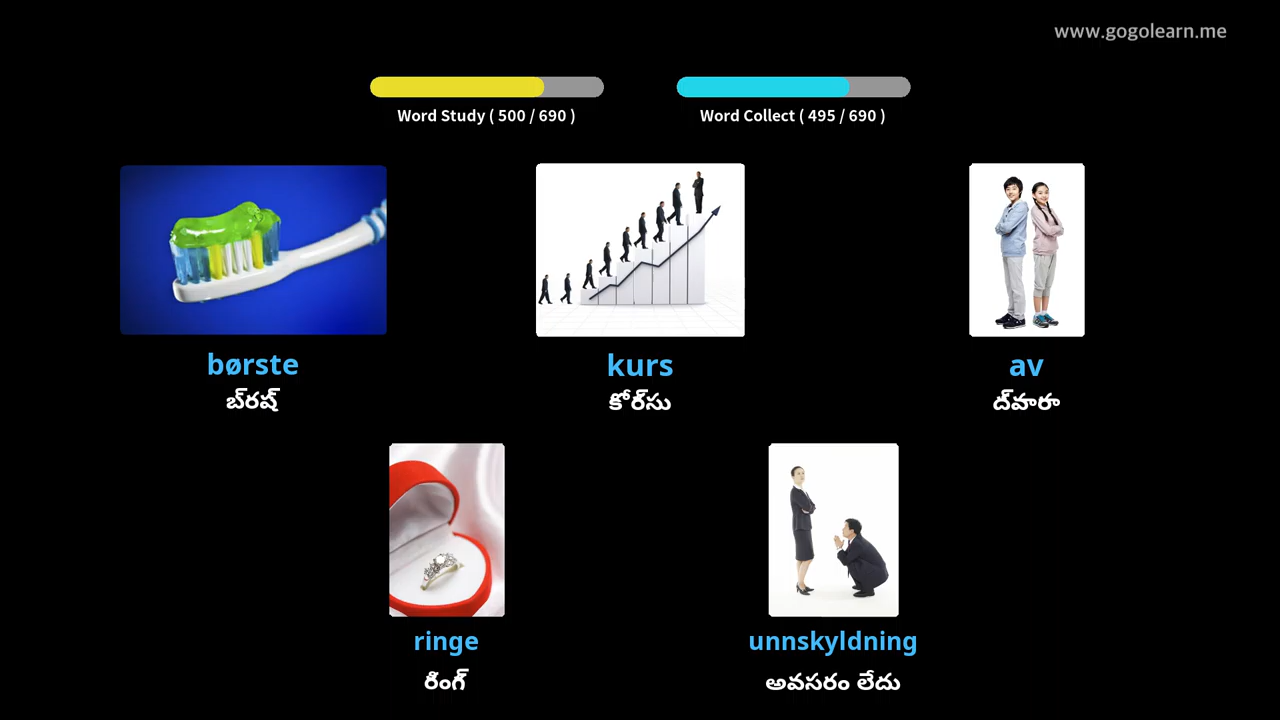 www.gogolearn.me
Word Study ( 500 / 690 )
Word Collect ( 495 / 690 )
børste
kurs
av
బ్‌రష్
కోర్‌సు
ద్‌వారా
ringe
unnskyldning
రింగ్
అవసరం లేదు